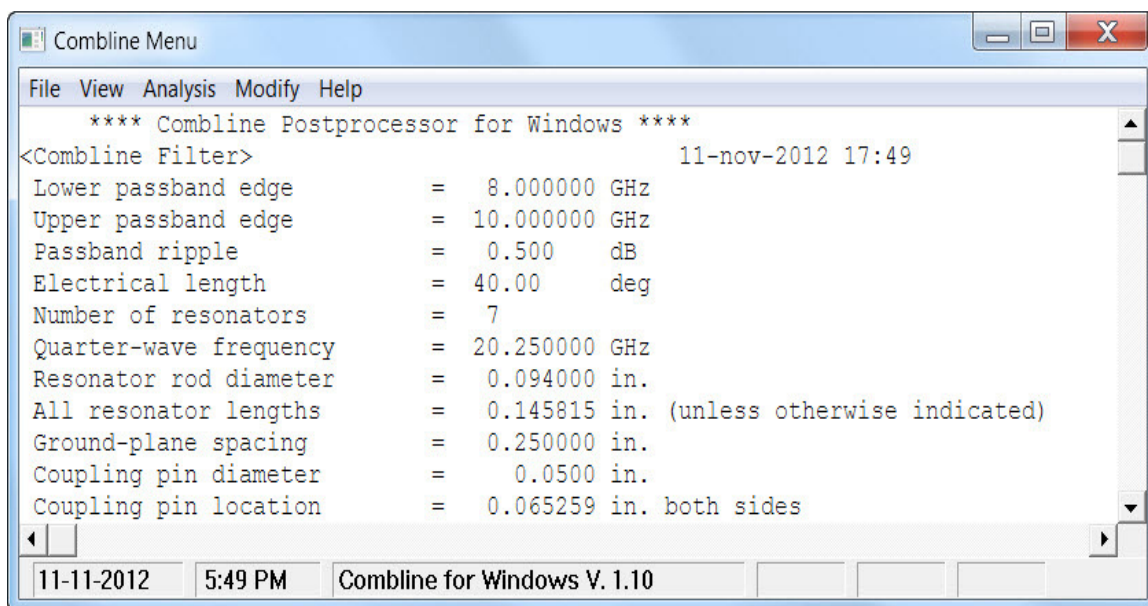 Combline Menu
File View Analysis Modify Help
**** Combline Postprocessor for Windows ****
<Combline Filter> 11-nov-2012 17:49
Lower passband edge = 8.000000 GHz
Upper passband edge = 10.000000 GHz
Passband ripple = 0.500 dB
Electrical length = 40.00 deg
Number of resonators = 7
Quarter-wave frequency = 20.250000 GHz
Resonator rod diameter = 0.094000 in.
All resonator lengths = 0.145815 in. (unless otherwise indicated)
Ground-plane spacing = 0.250000 in.
Coupling pin diameter = 0.0500 in.
Coupling pin location = 0.065259 in. both sides
11-11-2012 5:49 PM Combline for Windows V. 1.10